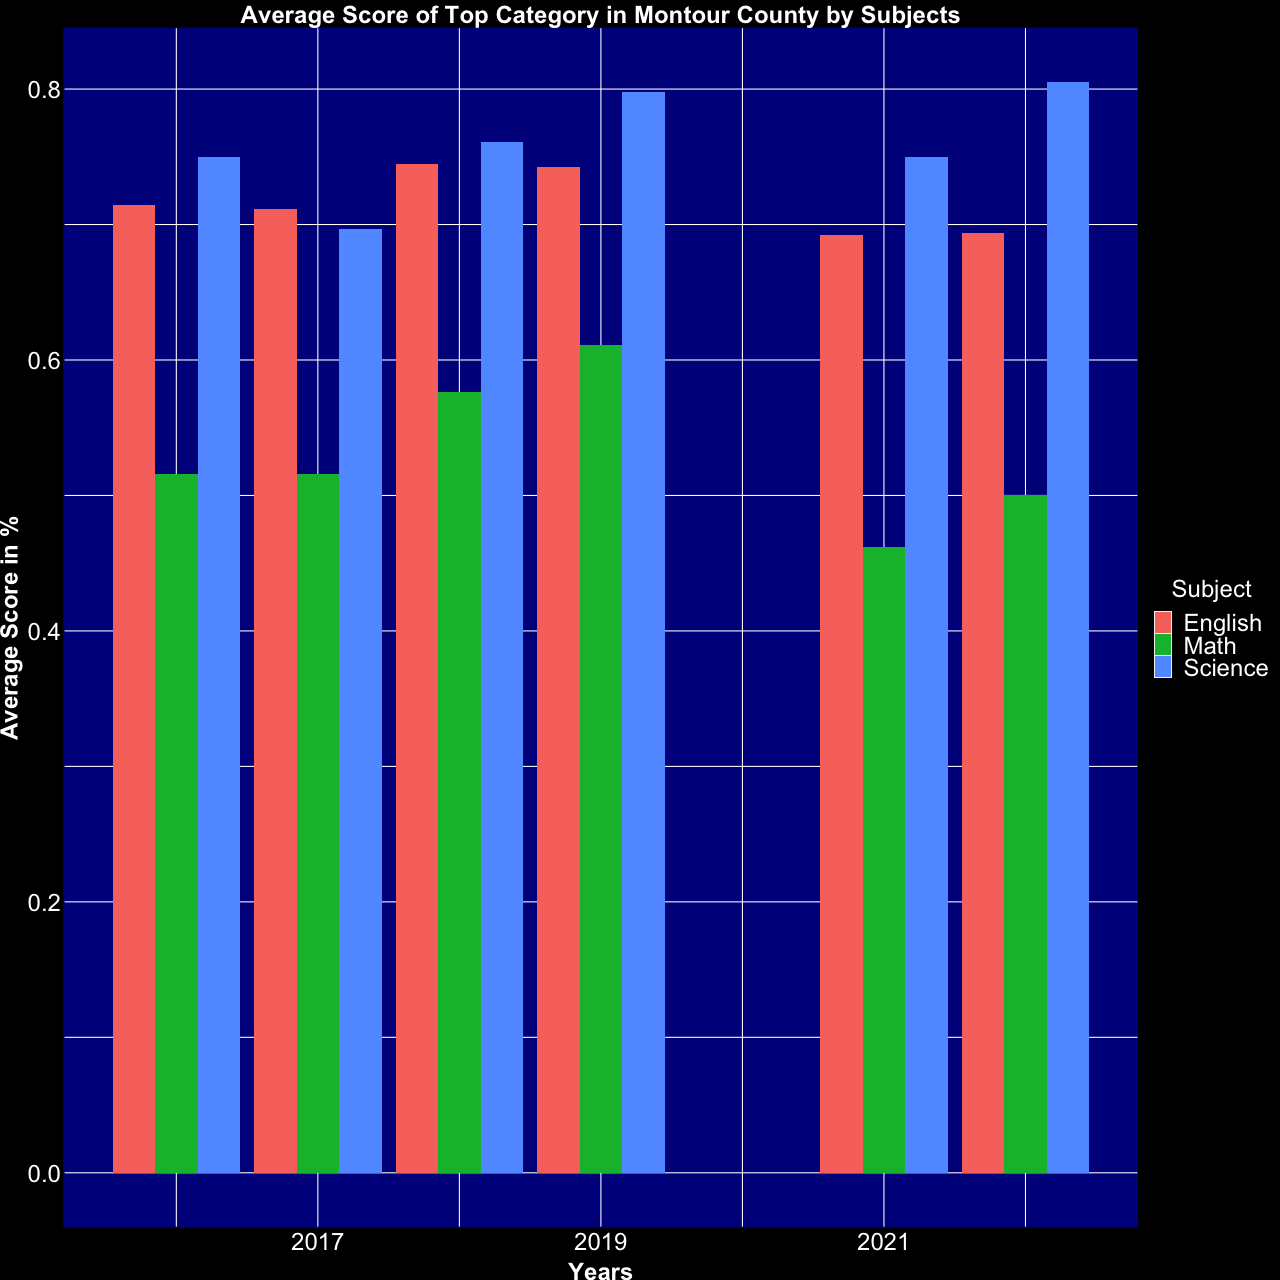 Average Score of Top Category in Montour County by Subjects
Average Score in %
0.8
0.6
0.4
0.2
0.0
2017 2019 2021
Years
Subject
English
Math
Science